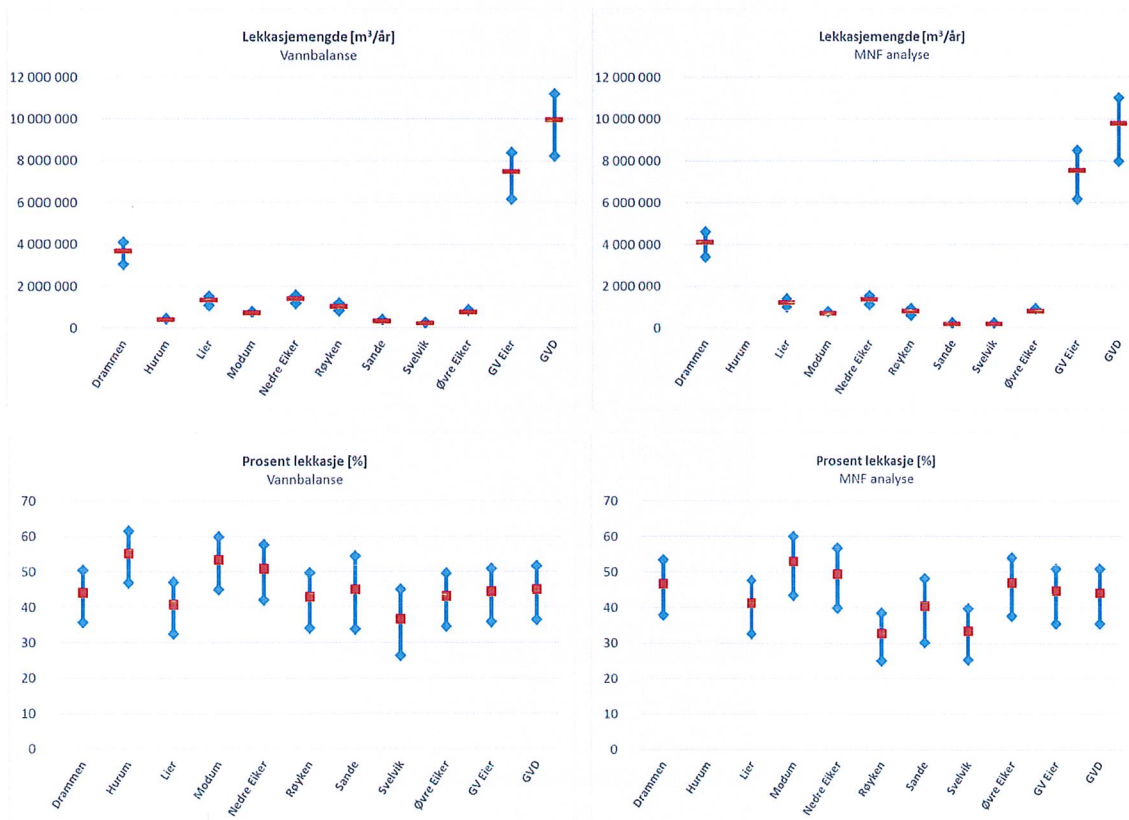 Lekkasjemengde [m³/år]
Vannbalanse
12 000 000
10 000 000
8 000 000
6 000 000
4 000 000
2 000 000
0
Drammen
Hurum
Lier
Modum
Nedre Eiker
Røyken
Sande
Svelvik
Øvre Eiker
GV Eier
GVD
Lekkasjemengde [m³/år]
MNF analyse
12 000 000
10 000 000
8 000 000
6 000 000
4 000 000
2 000 000
0
Drammen
Hurum
Lier
Modum
Nedre Eiker
Røyken
Sande
Svelvik
Øvre Eiker
GV Eier
GVD
Prosent lekkasje [%]
Vannbalanse
70
60
50
40
30
20
10
0
Drammen
Hurum
Lier
Modum
Nedre Eiker
Røyken
Sande
Svelvik
Øvre Eiker
GV Eier
GVD
Prosent lekkasje [%]
MNF analyse
70
60
50
40
30
20
10
0
Drammen
Hurum
Lier
Modum
Nedre Eiker
Røyken
Sande
Svelvik
Øvre Eiker
GV Eier
GVD